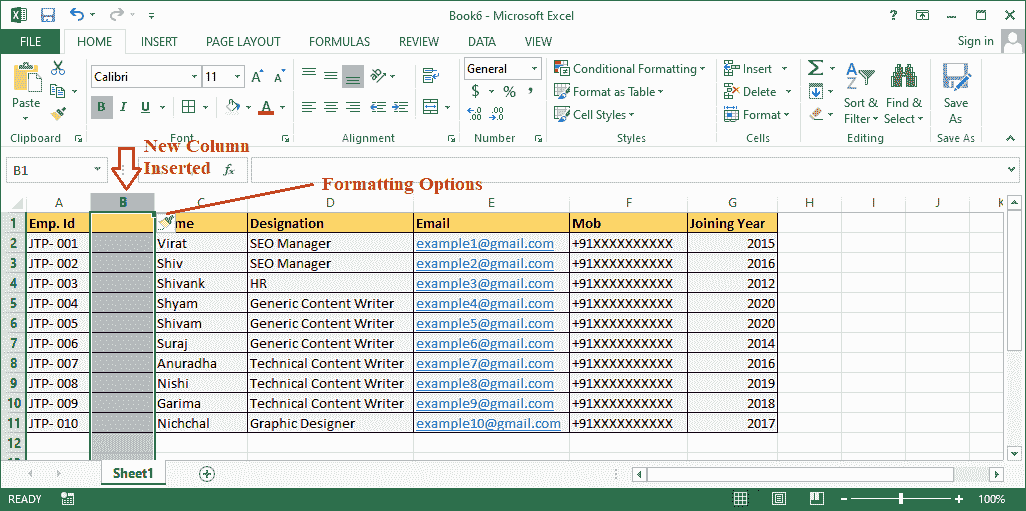 Book6 - Microsoft Excel
?
FILE HOME INSERT PAGE LAYOUT FORMULAS REVIEW DATA VIEW Sign in
Paste
Calibri 11 A A
B I U A
General
$ % ,
.00 .0
Conditional Formatting
Format as Table
Cell Styles
Insert
Delete
Format
Σ
A Z
Sort & Filter
Find & Select
Save As
Clipboard Font Alignment Number Styles Cells Editing Save As
New Column
Inserted
B1 fx
Formatting Options
A B C D E F G H I J K
1 Emp. Id me Designation Email Mob Joining Year
2 JTP- 001 Virat SEO Manager example1@gmail.com +91XXXXXXXXXX 2015
3 JTP- 002 Shiv SEO Manager example2@gmail.com +91XXXXXXXXXX 2016
4 JTP- 003 Shivank HR example3@gmail.com +91XXXXXXXXXX 2012
5 JTP- 004 Shyam Generic Content Writer example4@gmail.com +91XXXXXXXXXX 2020
6 JTP- 005 Shivam Generic Content Writer example5@gmail.com +91XXXXXXXXXX 2020
7 JTP- 006 Suraj Generic Content Writer example6@gmail.com +91XXXXXXXXXX 2014
8 JTP- 007 Anuradha Technical Content Writer example7@gmail.com +91XXXXXXXXXX 2016
9 JTP- 008 Nishi Technical Content Writer example8@gmail.com +91XXXXXXXXXX 2019
10 JTP- 009 Garima Technical Content Writer example9@gmail.com +91XXXXXXXXXX 2018
11 JTP- 010 Nichchal Graphic Designer example10@gmail.com +91XXXXXXXXXX 2017
12
Sheet1
READY 100%